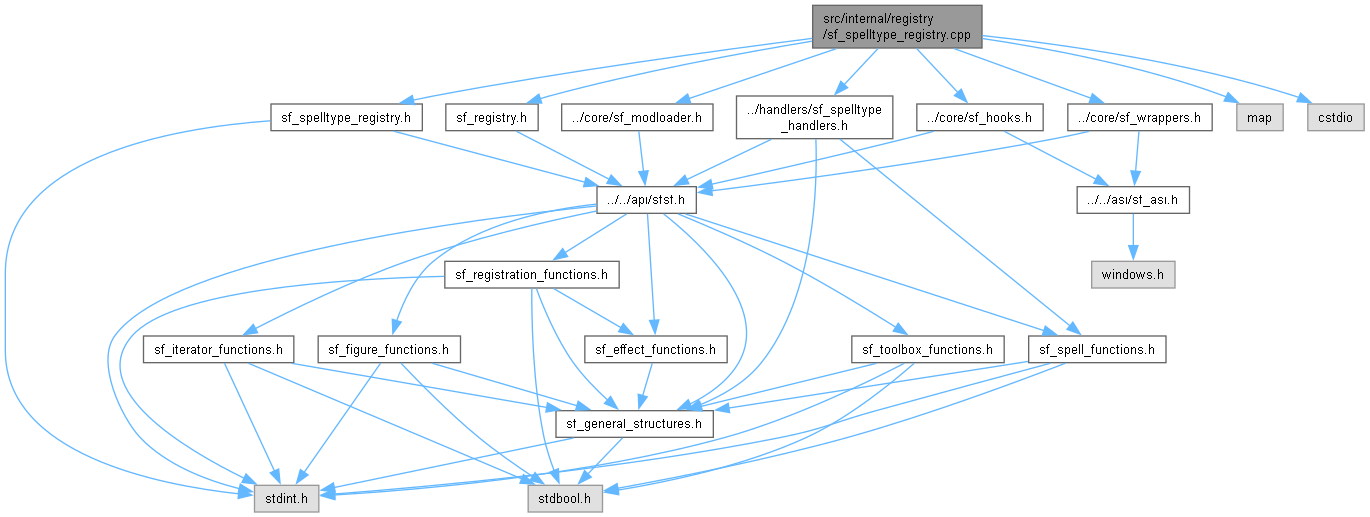 src/internal/registry
/sf_spelltype_registry.cpp
sf_spelltype_registry.h
sf_registry.h
../core/sf_modloader.h
../handlers/sf_spelltype
_handlers.h
../core/sf_hooks.h
../core/sf_wrappers.h
map
cstdio
../../api/sfsf.h
../../asi/sf_asi.h
sf_registration_functions.h
windows.h
sf_iterator_functions.h
sf_figure_functions.h
sf_effect_functions.h
sf_toolbox_functions.h
sf_spell_functions.h
sf_general_structures.h
stdint.h
stdbool.h